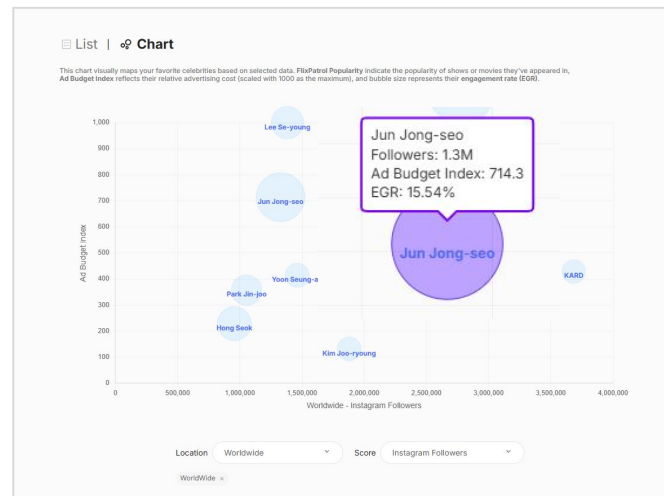 List | Chart
This chart visually maps your favorite celebrities based on selected data. FlixPatrol Popularity indicate the popularity of shows or movies they've appeared in,
Ad Budget Index reflects their relative advertising cost (scaled with 1000 as the maximum), and bubble size represents their engagement rate (EGR).
1,000
900
800
700
600
500
400
300
200
100
0
Ad Budget index
Lee Se-young
Jun Jong-seo
Followers: 1.3M
Ad Budget Index: 714.3
EGR: 15.54%
Jun Jong-seo
Jun Jong-seo
Yoon Seung-a
KARD
Park Jin-joo
Hong Seok
Kim Joo-ryoung
0
500,000
1,000,000
1,500,000
2,000,000
2,500,000
3,000,000
3,500,000
4,000,000
Worldwide - Instagram Followers
Location Worldwide Score Instagram Followers
WorldWide ×